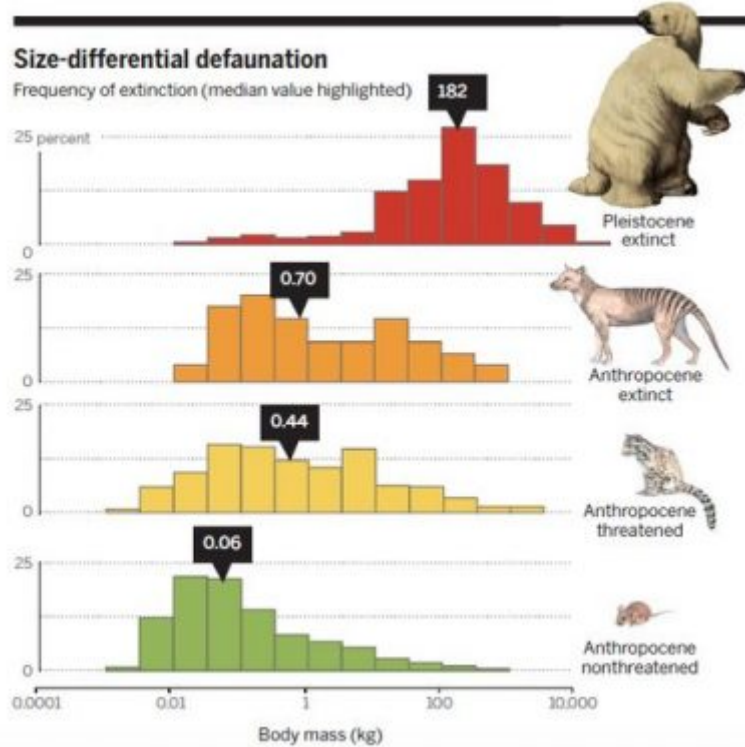 Size-differential defaunation
Frequency of extinction (median value highlighted)
182
25 percent
0
Pleistocene
extinct
25
0.70
0
Anthropocene
extinct
25
0.44
0
Anthropocene
threatened
25
0.06
0
Anthropocene
nonthreatened
0.0001 0.01 1 100 10.000
Body mass (kg)